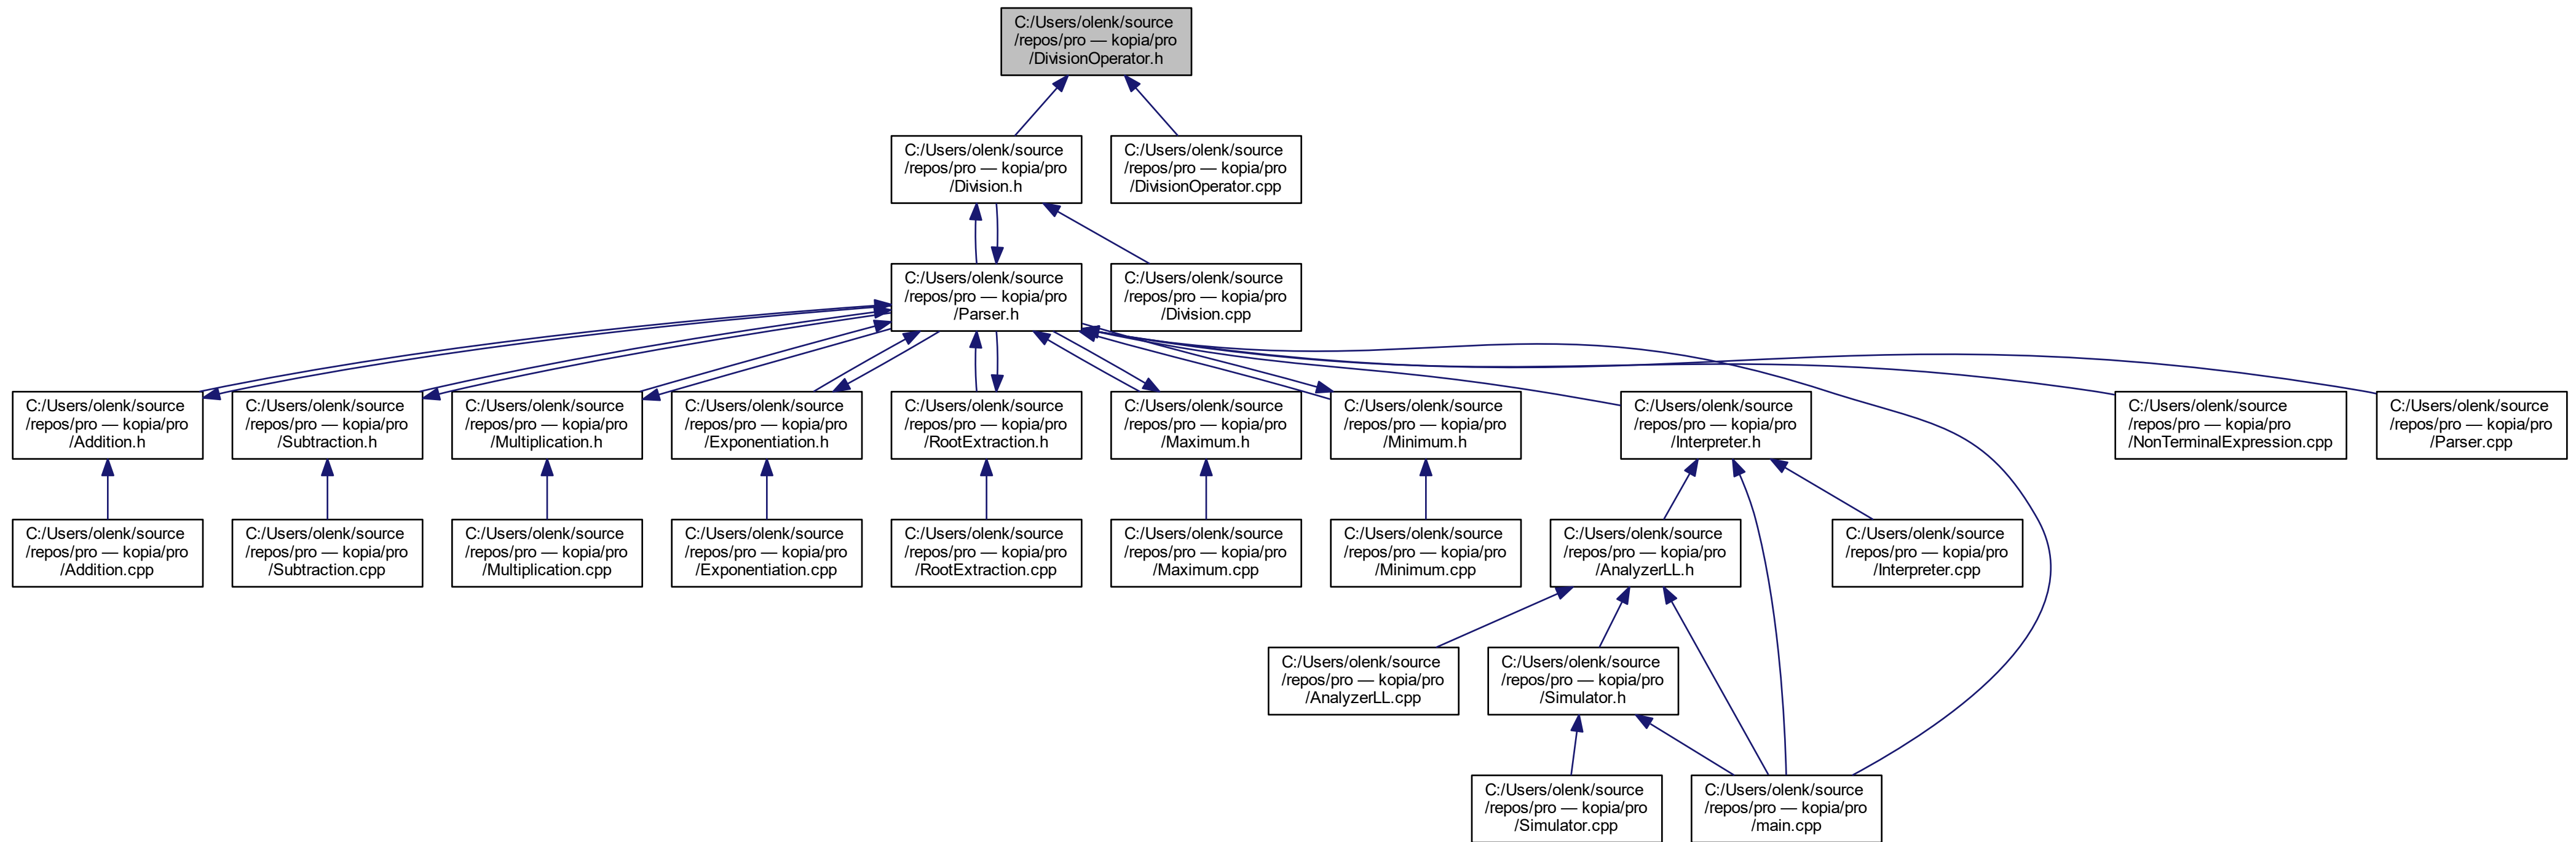 C:/Users/olenk/source
/repos/pro — kopia/pro
/DivisionOperator.h
C:/Users/olenk/source
/repos/pro — kopia/pro
/Division.h
C:/Users/olenk/source
/repos/pro — kopia/pro
/DivisionOperator.cpp
C:/Users/olenk/source
/repos/pro — kopia/pro
/Parser.h
C:/Users/olenk/source
/repos/pro — kopia/pro
/Division.cpp
C:/Users/olenk/source
/repos/pro — kopia/pro
/Addition.h
C:/Users/olenk/source
/repos/pro — kopia/pro
/Subtraction.h
C:/Users/olenk/source
/repos/pro — kopia/pro
/Multiplication.h
C:/Users/olenk/source
/repos/pro — kopia/pro
/Exponentiation.h
C:/Users/olenk/source
/repos/pro — kopia/pro
/RootExtraction.h
C:/Users/olenk/source
/repos/pro — kopia/pro
/Maximum.h
C:/Users/olenk/source
/repos/pro — kopia/pro
/Minimum.h
C:/Users/olenk/source
/repos/pro — kopia/pro
/Interpreter.h
C:/Users/olenk/source
/repos/pro — kopia/pro
/NonTerminalExpression.cpp
C:/Users/olenk/source
/repos/pro — kopia/pro
/Parser.cpp
C:/Users/olenk/source
/repos/pro — kopia/pro
/Addition.cpp
C:/Users/olenk/source
/repos/pro — kopia/pro
/Subtraction.cpp
C:/Users/olenk/source
/repos/pro — kopia/pro
/Multiplication.cpp
C:/Users/olenk/source
/repos/pro — kopia/pro
/Exponentiation.cpp
C:/Users/olenk/source
/repos/pro — kopia/pro
/RootExtraction.cpp
C:/Users/olenk/source
/repos/pro — kopia/pro
/Maximum.cpp
C:/Users/olenk/source
/repos/pro — kopia/pro
/Minimum.cpp
C:/Users/olenk/source
/repos/pro — kopia/pro
/AnalyzerLL.h
C:/Users/olenk/source
/repos/pro — kopia/pro
/Interpreter.cpp
C:/Users/olenk/source
/repos/pro — kopia/pro
/AnalyzerLL.cpp
C:/Users/olenk/source
/repos/pro — kopia/pro
/Simulator.h
C:/Users/olenk/source
/repos/pro — kopia/pro
/Simulator.cpp
C:/Users/olenk/source
/repos/pro — kopia/pro
/main.cpp